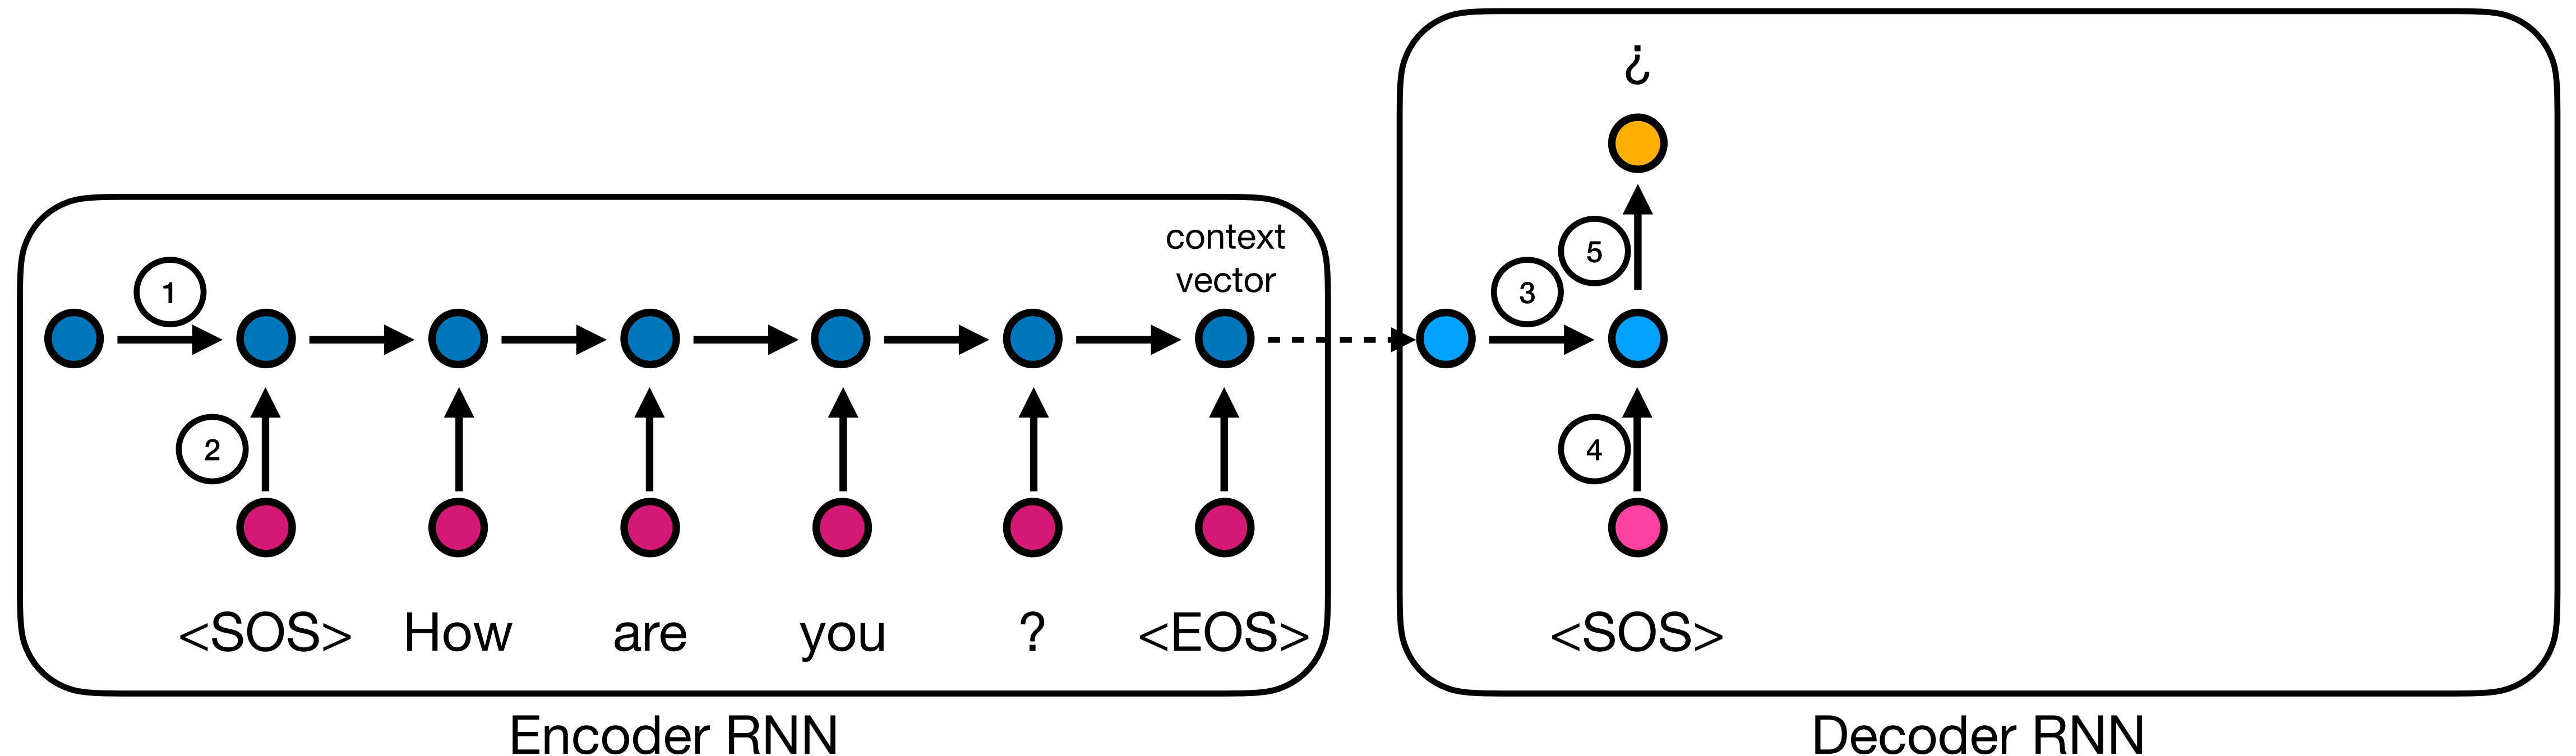 ¿
context
vector
1
5
3
2
4
<SOS> How are you ? <EOS>
<SOS>
Encoder RNN
Decoder RNN